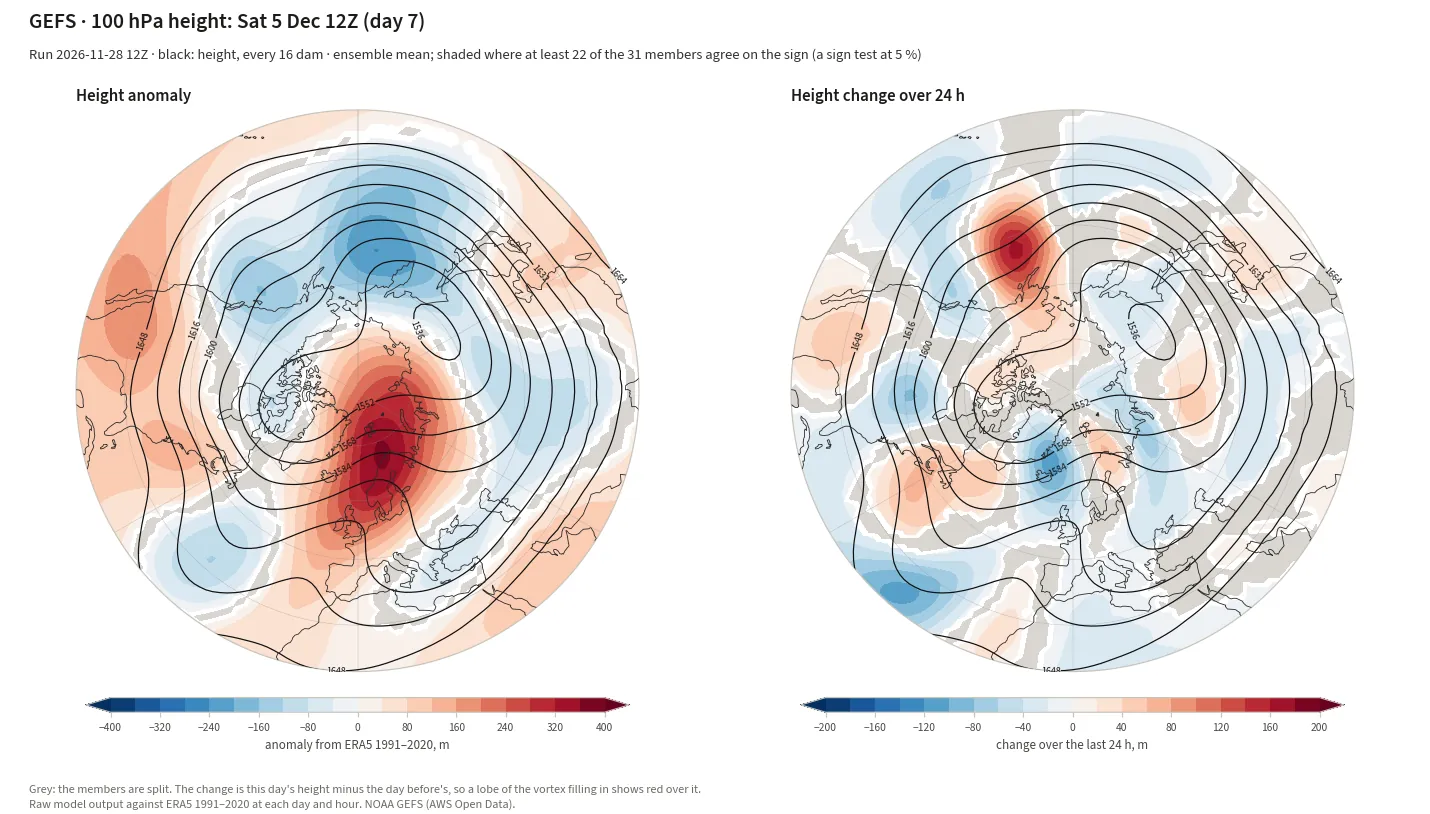 GEFS · 100 hPa height: Sat 5 Dec 12Z (day 7)
Run 2026-11-28 12Z · black: height, every 16 dam · ensemble mean; shaded where at least 22 of the 31 members agree on the sign (a sign test at 5 %)
Height anomaly
Height change over 24 h
1648
1616
1600
1536
1632
1664
1552
1568
1584
1648
1648
1616
1600
1536
1632
1664
1552
1568
1584
1648
−400 −320 −240 −160 −80 0 80 160 240 320 400
anomaly from ERA5 1991–2020, m
−200 −160 −120 −80 −40 0 40 80 120 160 200
change over the last 24 h, m
Grey: the members are split. The change is this day's height minus the day before's, so a lobe of the vortex filling in shows red over it.
Raw model output against ERA5 1991–2020 at each day and hour. NOAA GEFS (AWS Open Data).